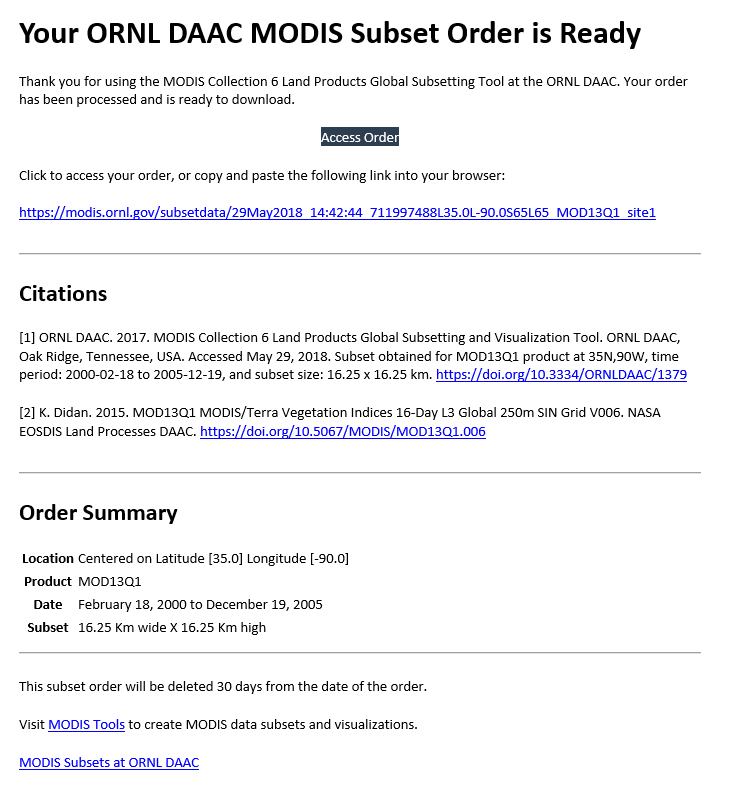 Your ORNL DAAC MODIS Subset Order is Ready
Thank you for using the MODIS Collection 6 Land Products Global Subsetting Tool at the ORNL DAAC. Your order
has been processed and is ready to download.
Access Order
Click to access your order, or copy and paste the following link into your browser:
https://modis.ornl.gov/subsetdata/29May2018_14:42:44_711997488L35.0L-90.0S65L65_MOD13Q1_site1
Citations
[1] ORNL DAAC. 2017. MODIS Collection 6 Land Products Global Subsetting and Visualization Tool. ORNL DAAC,
Oak Ridge, Tennessee, USA. Accessed May 29, 2018. Subset obtained for MOD13Q1 product at 35N,90W, time
period: 2000-02-18 to 2005-12-19, and subset size: 16.25 x 16.25 km. https://doi.org/10.3334/ORNLDAAC/1379
[2] K. Didan. 2015. MOD13Q1 MODIS/Terra Vegetation Indices 16-Day L3 Global 250m SIN Grid V006. NASA
EOSDIS Land Processes DAAC. https://doi.org/10.5067/MODIS/MOD13Q1.006
Order Summary
Location Centered on Latitude [35.0] Longitude [-90.0]
Product MOD13Q1
Date February 18, 2000 to December 19, 2005
Subset 16.25 Km wide X 16.25 Km high
This subset order will be deleted 30 days from the date of the order.
Visit MODIS Tools to create MODIS data subsets and visualizations.
MODIS Subsets at ORNL DAAC